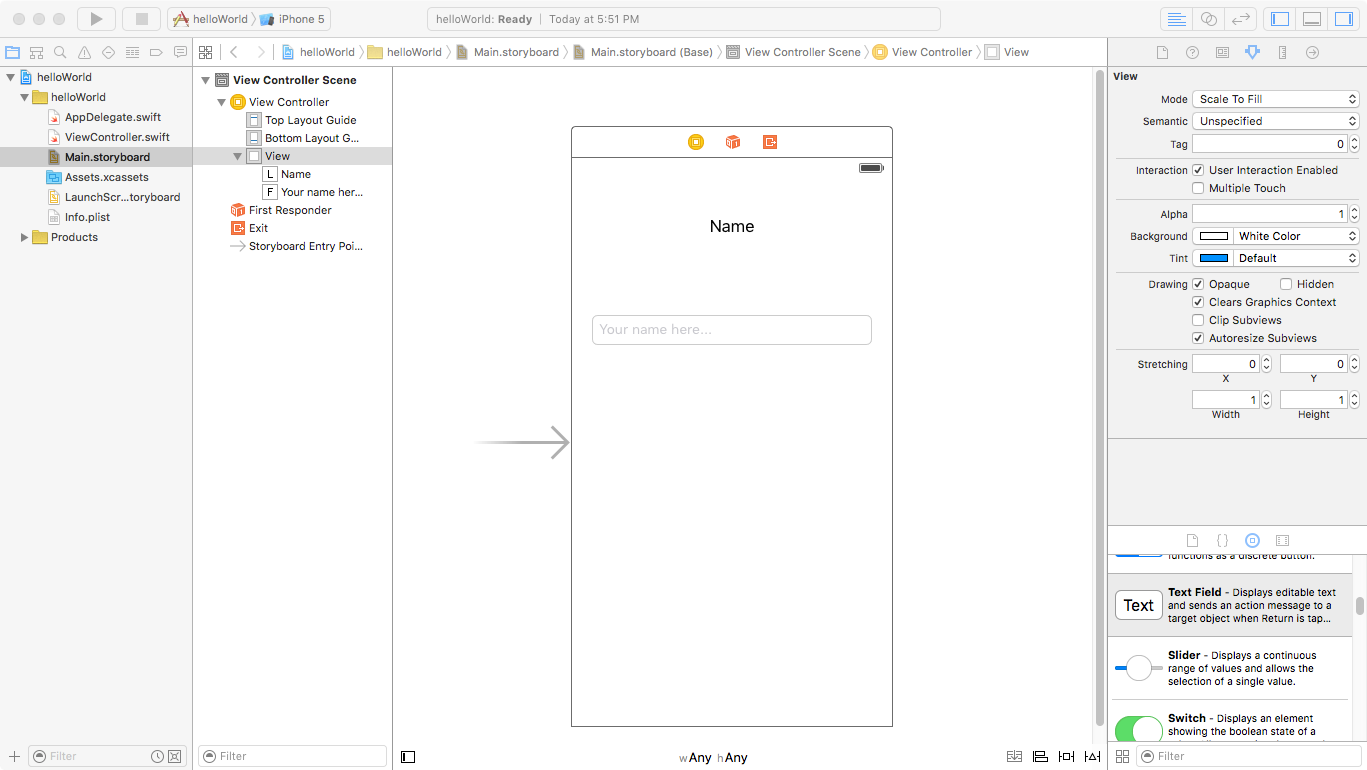 helloWorld iPhone 5
helloWorld: Ready | Today at 5:51 PM
helloWorld helloWorld Main.storyboard Main.storyboard (Base) View Controller Scene View Controller View
helloWorld
helloWorld
AppDelegate.swift
ViewController.swift
Main.storyboard
Assets.xcassets
LaunchScr...toryboard
Info.plist
Products
Filter
View Controller Scene
View Controller
Top Layout Guide
Bottom Layout G...
View
L Name
F Your name her...
First Responder
Exit
Storyboard Entry Poi...
Filter
Name
Your name here...
wAny hAny
View
Mode Scale To Fill
Semantic Unspecified
Tag 0
Interaction User Interaction Enabled
Multiple Touch
Alpha 1
Background White Color
Tint Default
Drawing Opaque Hidden
Clears Graphics Context
Clip Subviews
Autoresize Subviews
Stretching 0 0
X Y
1 1
Width Height
functions as a discrete button.
Text
Text Field - Displays editable text
and sends an action message to a
target object when Return is tap...
Slider - Displays a continuous
range of values and allows the
selection of a single value.
Switch - Displays an element
showing the boolean state of a
Filter